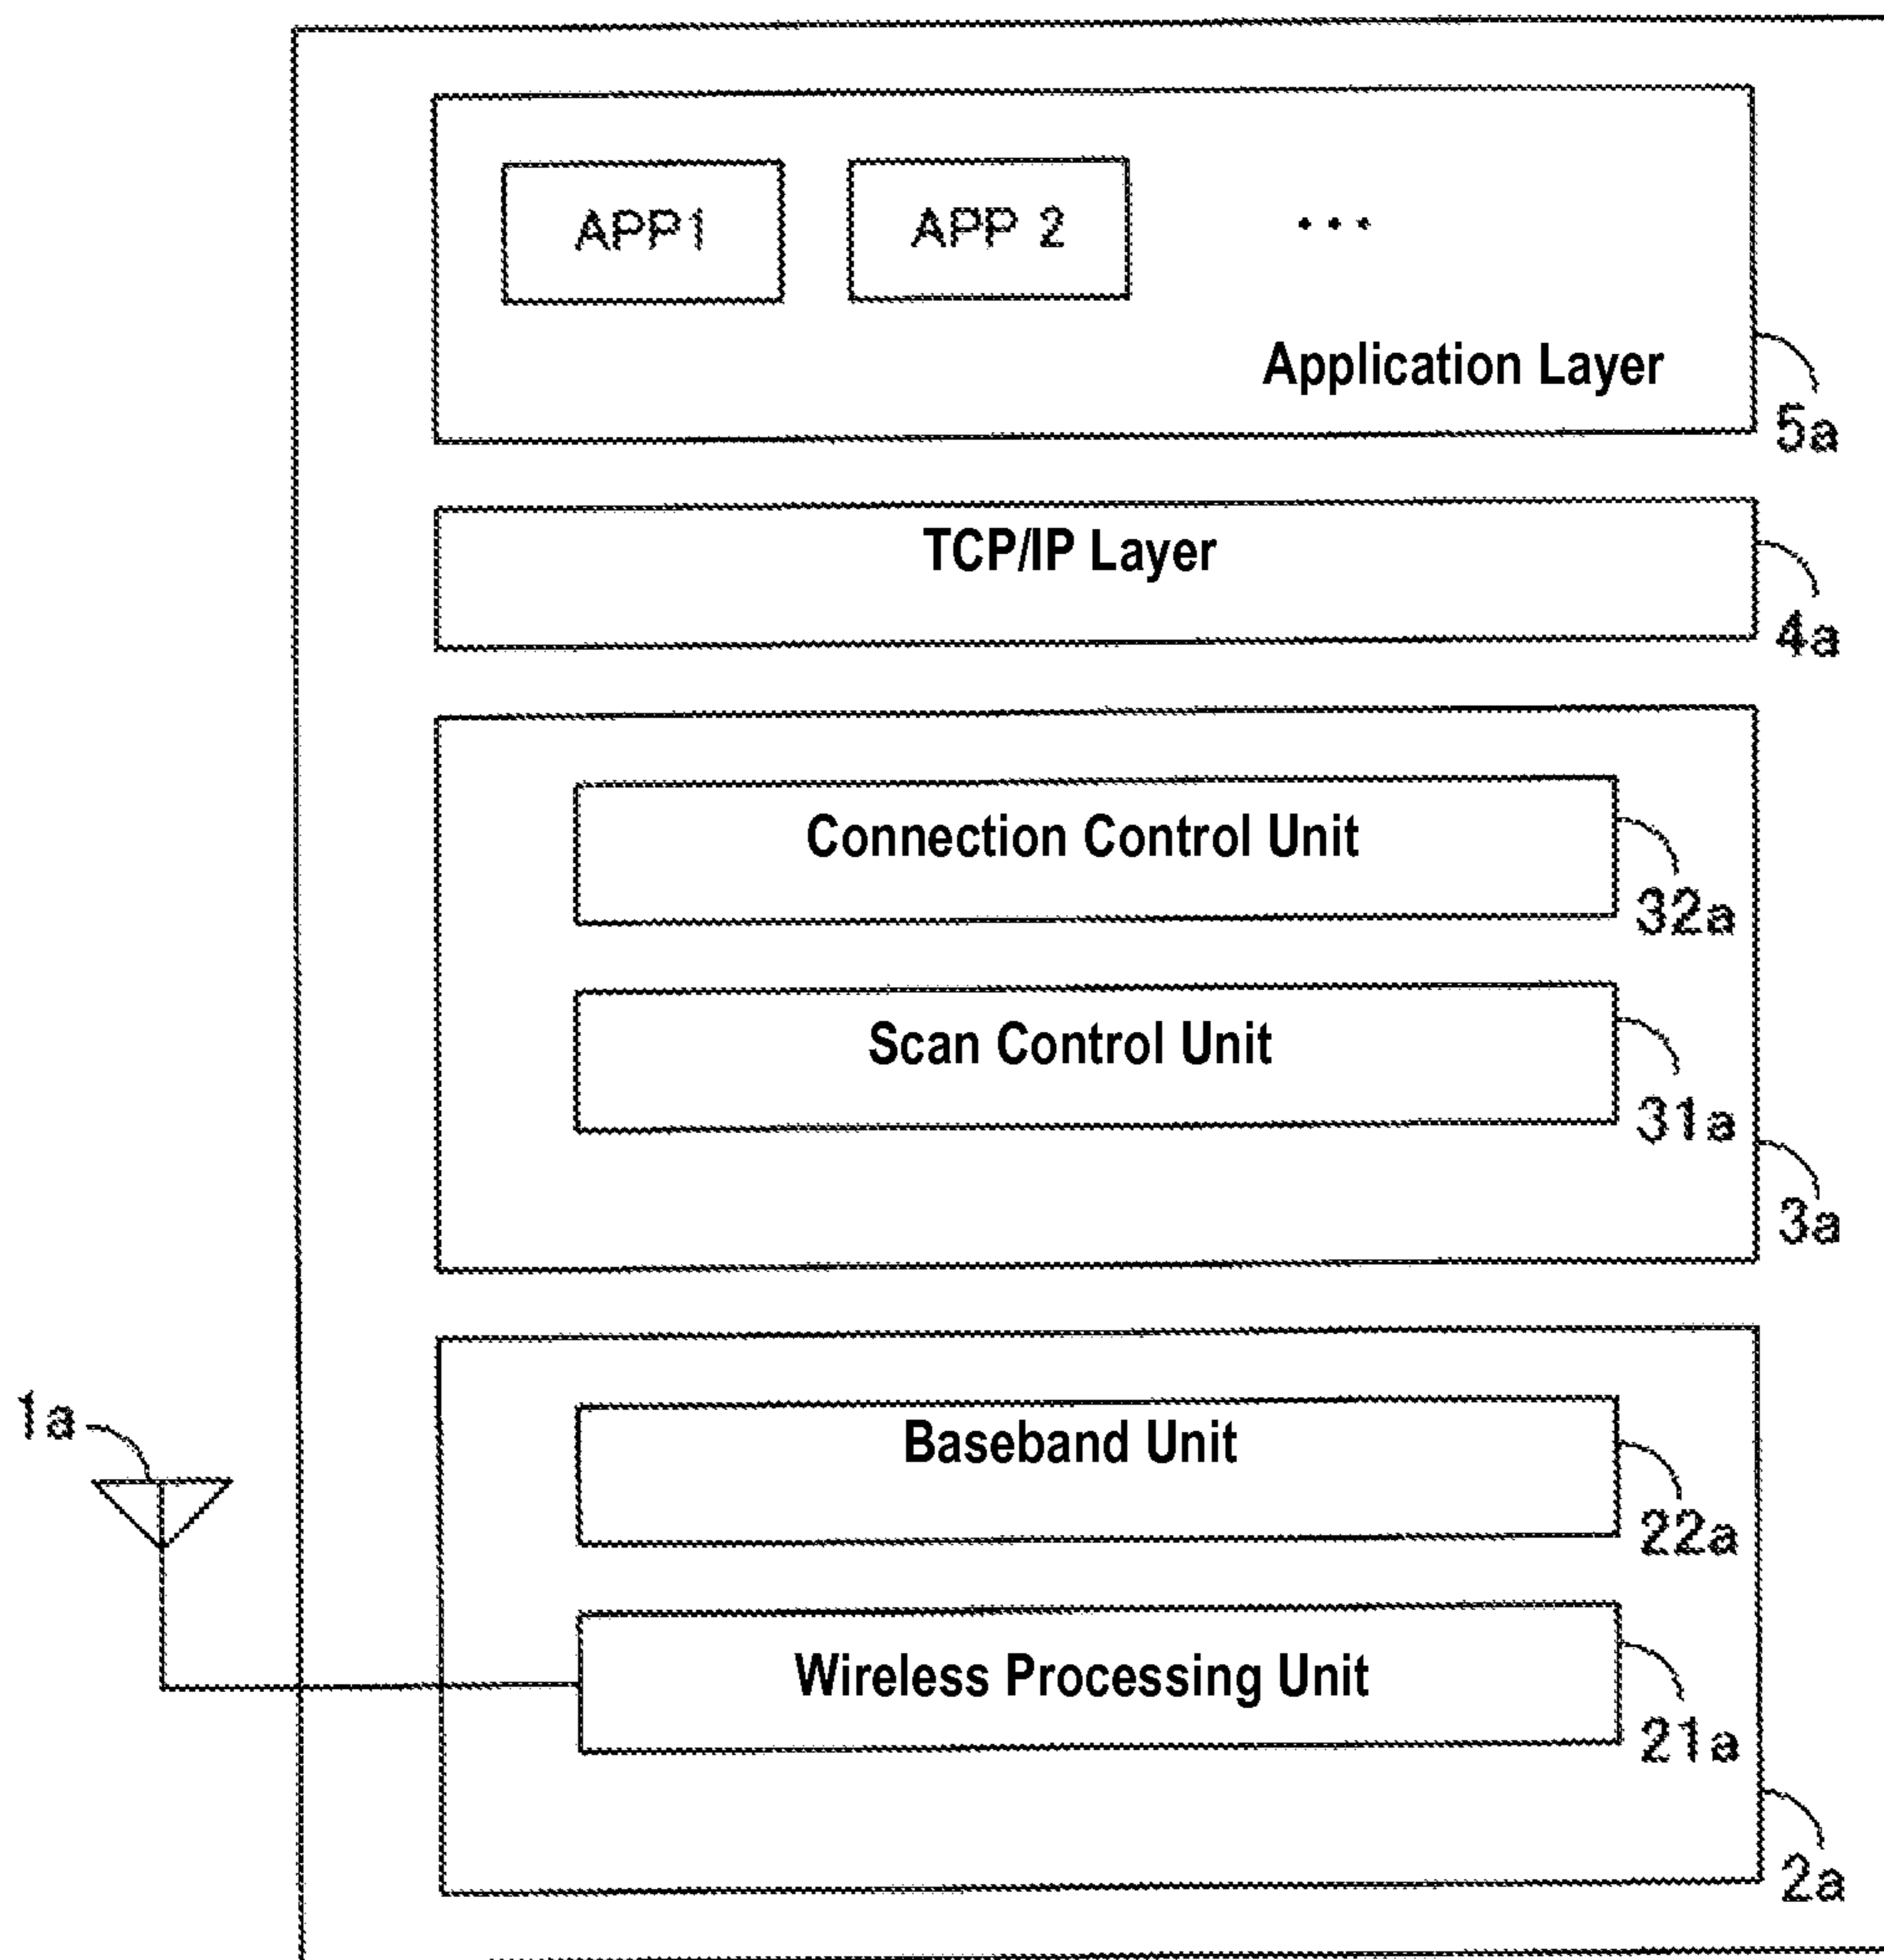 APP1
APP 2
...
Application Layer
5a
TCP/IP Layer
4a
Connection Control Unit
32a
Scan Control Unit
31a
3a
1a
Baseband Unit
22a
Wireless Processing Unit
21a
2a